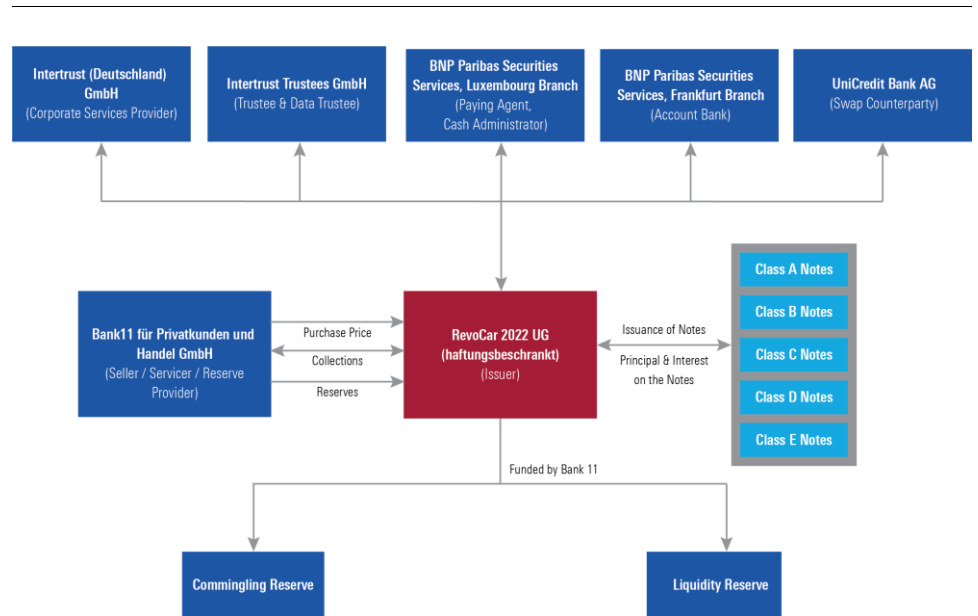 Intertrust (Deutschland)
GmbH
(Corporate Services Provider)
Intertrust Trustees GmbH
(Trustee & Data Trustee)
BNP Paribas Securities
Services, Luxembourg Branch
(Paying Agent,
Cash Administrator)
BNP Paribas Securities
Services, Frankfurt Branch
(Account Bank)
UniCredit Bank AG
(Swap Counterparty)
Bank11 für Privatkunden und
Handel GmbH
(Seller / Servicer / Reserve
Provider)
Purchase Price
Collections
Reserves
RevoCar 2022 UG
(haftungsbeschrankt)
(Issuer)
Issuance of Notes
Principal & Interest
on the Notes
Class A Notes
Class B Notes
Class C Notes
Class D Notes
Class E Notes
Funded by Bank 11
Commingling Reserve
Liquidity Reserve